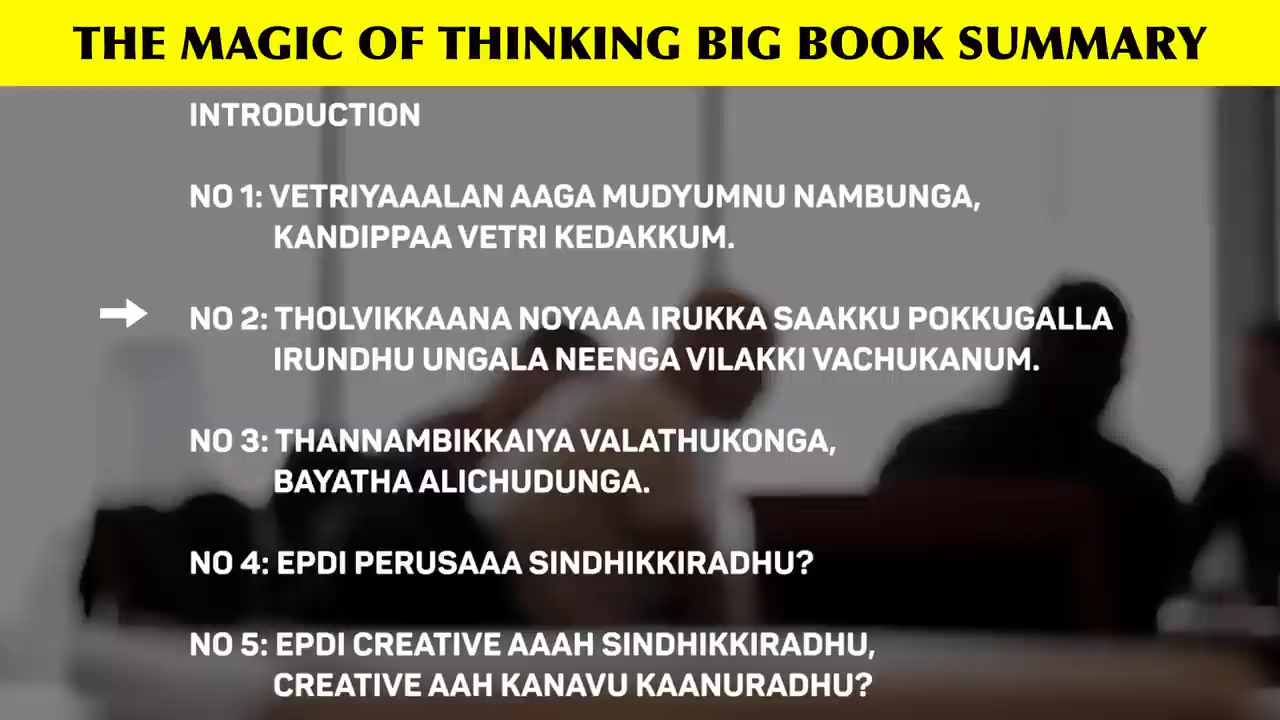 THE MAGIC OF THINKING BIG BOOK SUMMARY
INTRODUCTION
NO 1: VETRIYAAALAN AAGA MUDYUMNU NAMBUNGA,
KANDIPPAA VETRI KEDAKKUM.
NO 2: THOLVIKKAANA NOYAAA IRUKKA SAAKKU POKKUGALLA
IRUNDHU UNGALA NEENGA VILAKKI VACHUKANUM.
NO 3: THANNAMBIKKAIYA VALATHUKONGA,
BAYATHA ALICHUDUNGA.
NO 4: EPDI PERUSAAA SINDHIKKIRADHU?
NO 5: EPDI CREATIVE AAAH SINDHIKKIRADHU,
CREATIVE AAH KANAVU KAANURADHU?